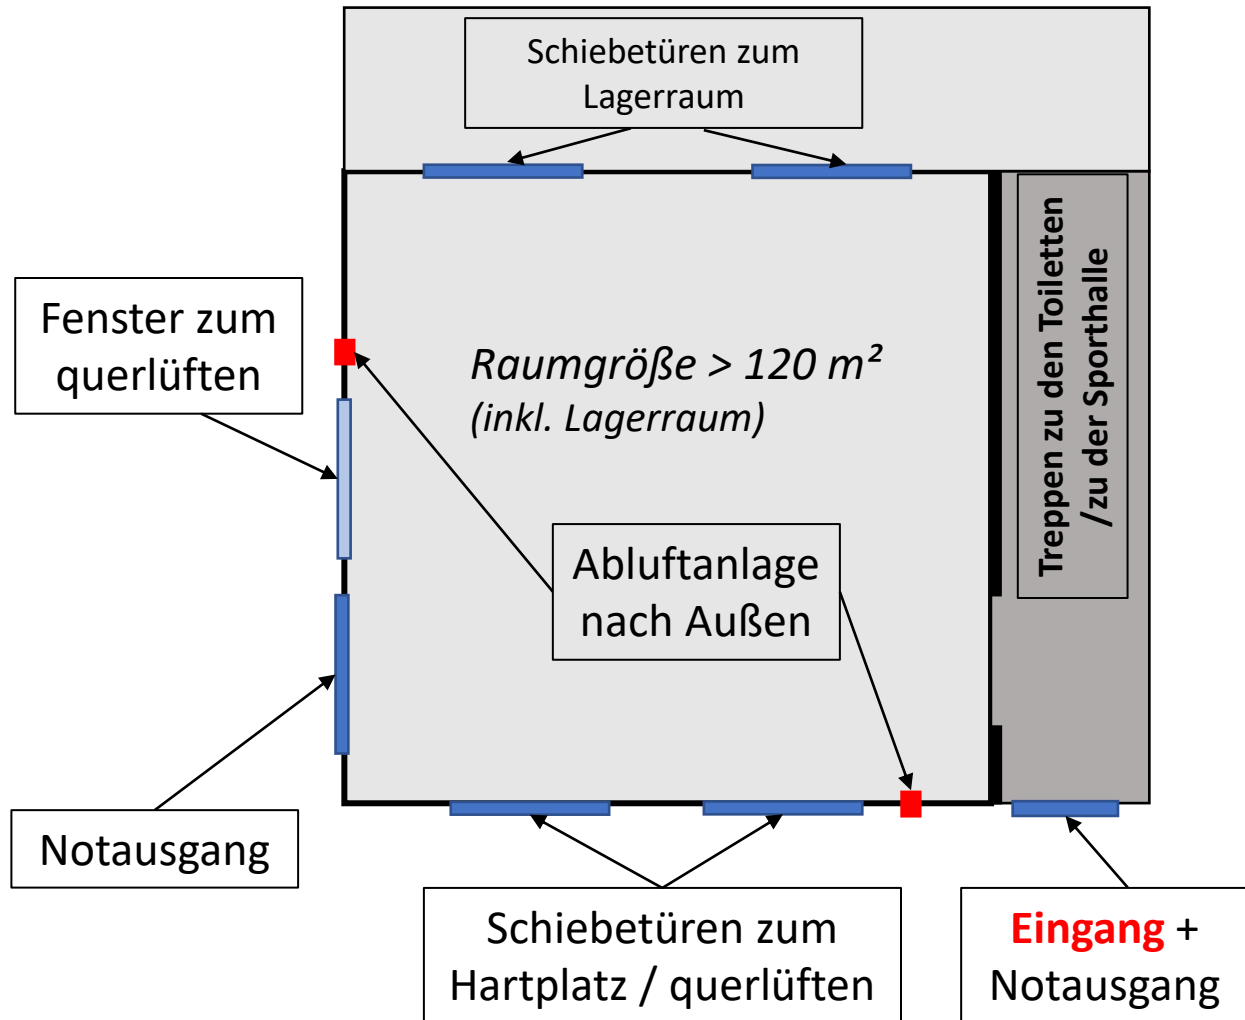 Schiebetüren zum
Lagerraum
Fenster zum
querlüften
Raumgröße > 120 m²
(inkl. Lagerraum)
Treppen zu den Toiletten
/zu der Sporthalle
Abluftanlage
nach Außen
Notausgang
Schiebetüren zum
Hartplatz / querlüften
Eingang +
Notausgang